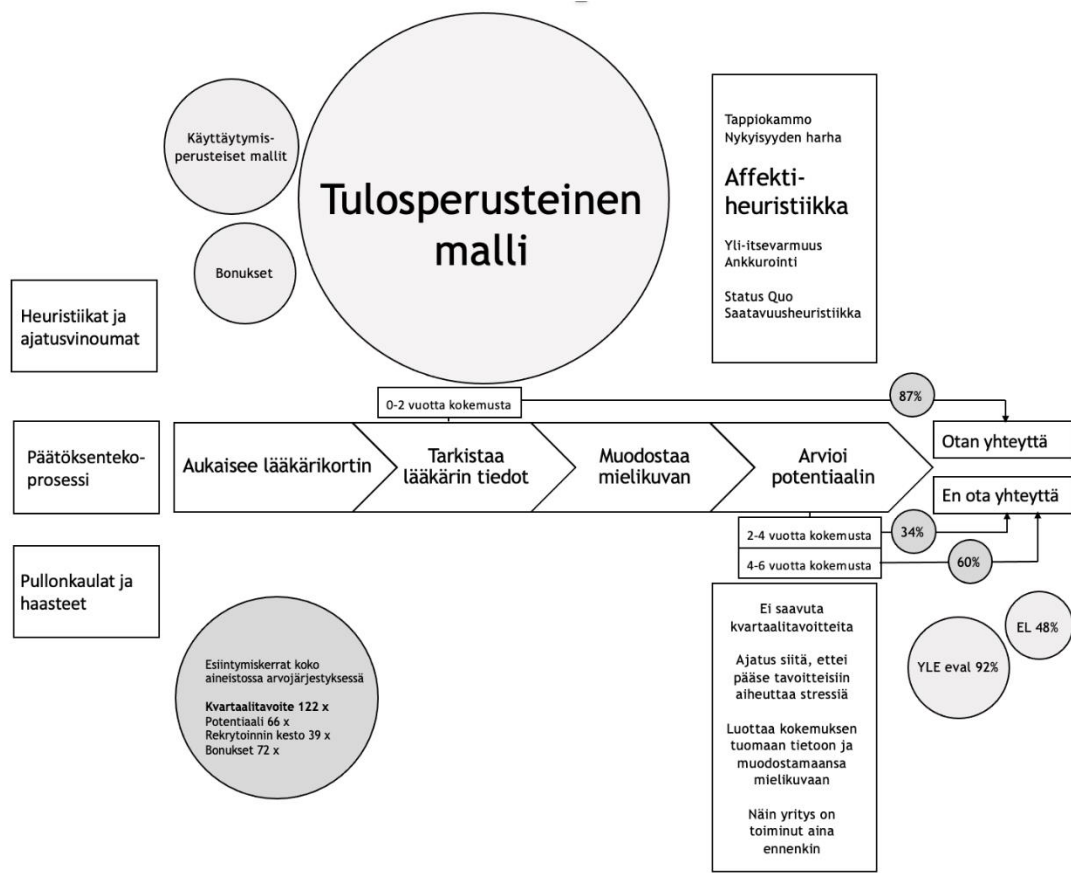 Käyttäytymis-
perusteiset mallit
Bonukset
Tulosperusteinen
malli
Tappiokammo
Nykyisyyden harha
Affekti-
heuristiikka
Yli-itsevarmuus
Ankkurointi
Status Quo
Saatavuusheuristiikka
Heuristiikat ja
ajatusvinoumat
0-2 vuotta kokemusta
87%
Päätöksenteko-
prosessi
Aukaisee lääkärikortin
Tarkistaa
lääkärin tiedot
Muodostaa
mielikuvan
Arvioi
potentiaalin
Otan yhteyttä
En ota yhteyttä
2-4 vuotta kokemusta
34%
4-6 vuotta kokemusta
60%
Pullonkaulat ja
haasteet
Esiintymiskerrat koko
aineistossa arvojärjestyksessä
Kvartaalitavoite 122 x
Potentiaali 66 x
Rekrytoinnin kesto 39 x
Bonukset 72 x
Ei saavuta
kvartaalitavoitteita
Ajatus siitä, ettei
pääse tavoitteisiin
aiheuttaa stressiä
Luottaa kokemuksen
tuomaan tietoon ja
muodostamaansa
mielikuvaan
Näin yritys on
toiminut aina
ennenkin
EL 48%
YLE eval 92%